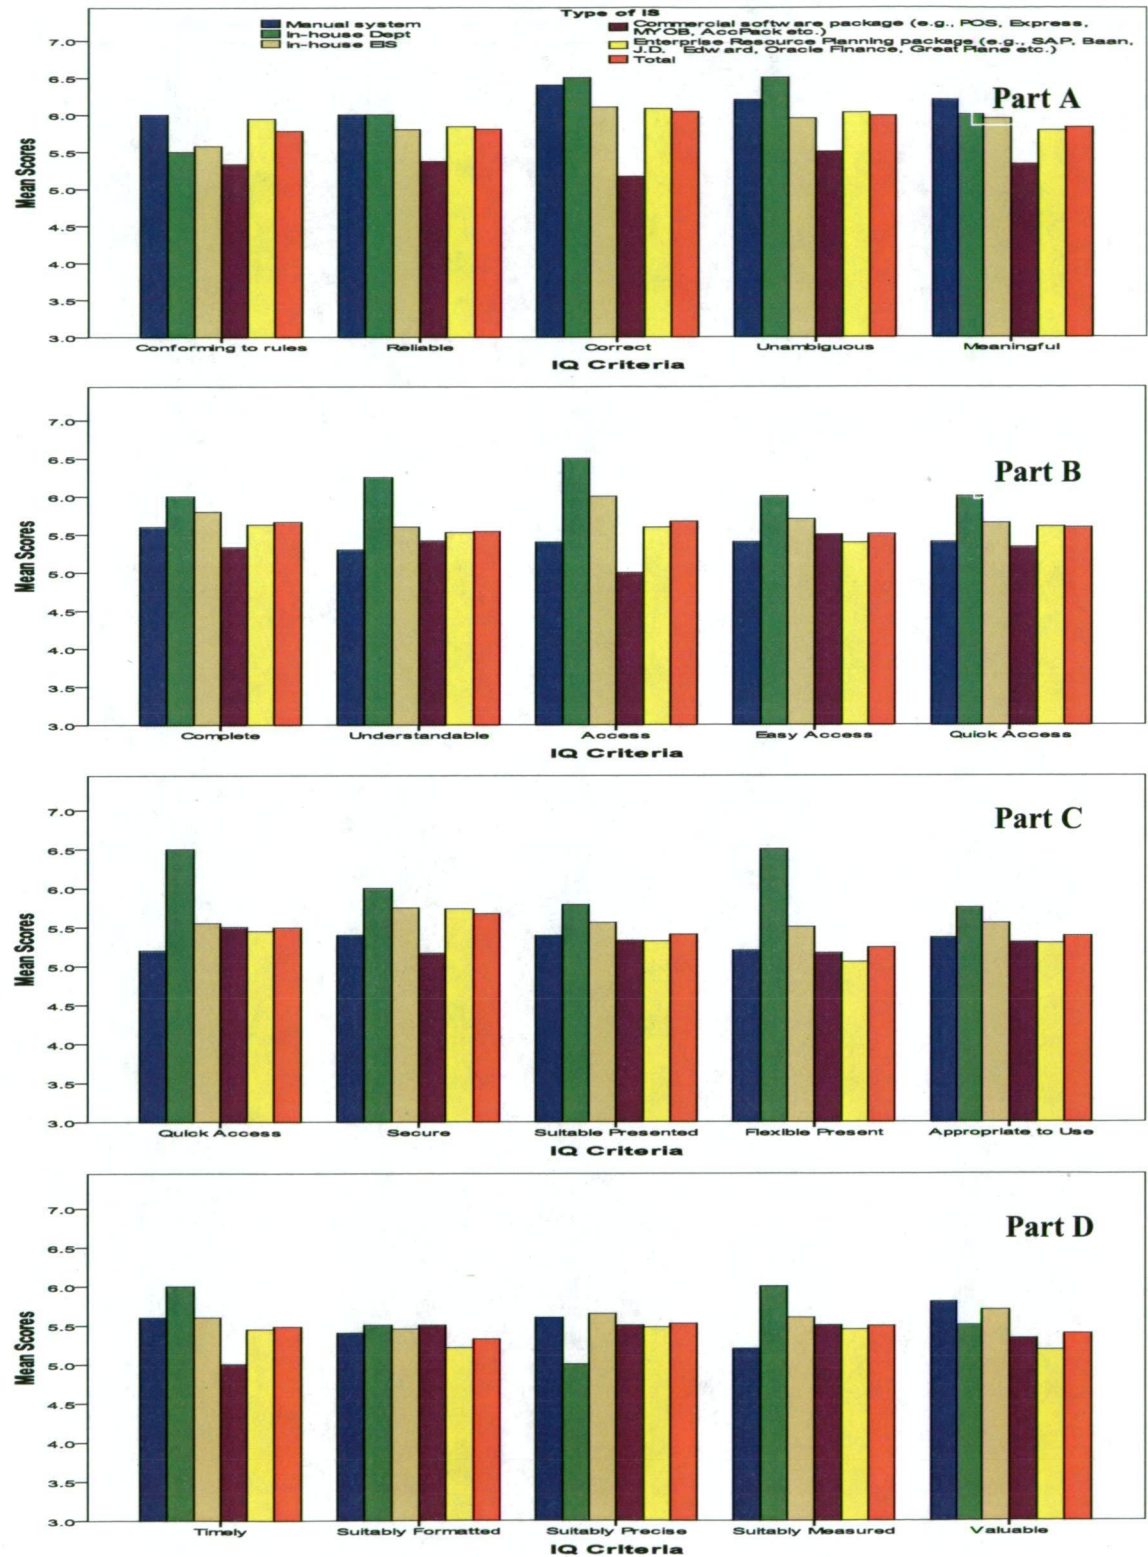 Type of IS
Manual system
In-house Dept
In-house EIS
Commercial software package (e.g., POS, Express,
MYOB, AccPack etc.)
Enterprise Resource Planning package (e.g., SAP, Baan,
J.D. Edward, Oracle Finance, Great Plane etc.)
Total
Part A
Mean Scores
7.0
6.5
6.0
5.5
5.0
4.5
4.0
3.5
3.0
Conforming to rules Reliable Correct Unambiguous Meaningful
IQ Criteria
Part B
Mean Scores
7.0
6.5
6.0
5.5
5.0
4.5
4.0
3.5
3.0
Complete Understandable Access Easy Access Quick Access
IQ Criteria
Part C
Mean Scores
7.0
6.5
6.0
5.5
5.0
4.5
4.0
3.5
3.0
Quick Access Secure Suitable Presented Flexible Present Appropriate to Use
IQ Criteria
Part D
Mean Scores
7.0
6.5
6.0
5.5
5.0
4.5
4.0
3.5
3.0
Timely Suitably Formatted Suitably Precise Suitably Measured Valuable
IQ Criteria